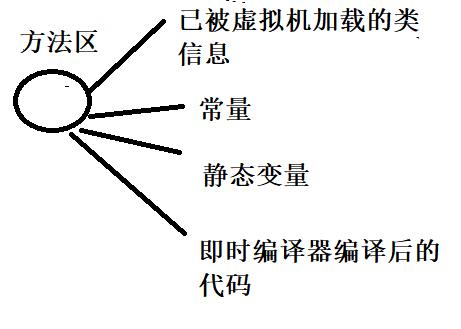 方法区
已被虚拟机加载的类
信息
常量
静态变量
即时编译器编译后的
代码